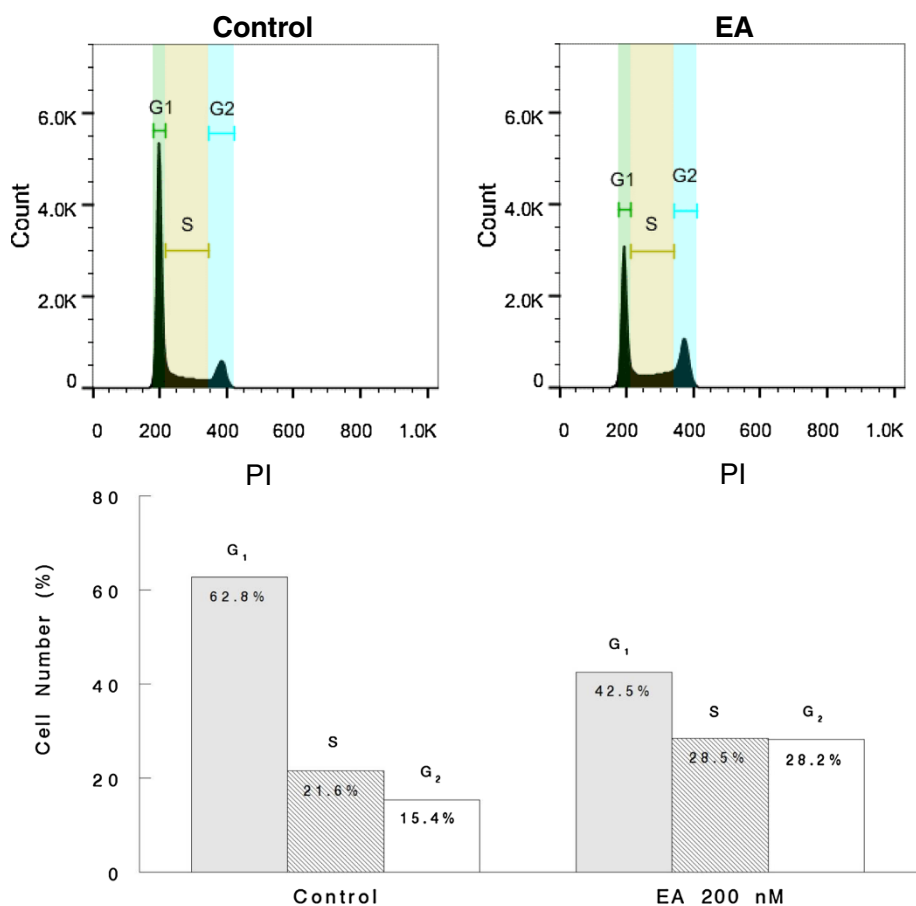 Control
EA
G1
G2
S
6.0K
4.0K
2.0K
0
Count
0 200 400 600 800 1.0K
PI
G1
G2
S
6.0K
4.0K
2.0K
0
Count
0 200 400 600 800 1.0K
PI
80
60
40
20
0
Cell Number (%)
G₁
62.8%
S
21.6%
G₂
15.4%
G₁
42.5%
S
28.5%
G₂
28.2%
Control
EA 200 nM